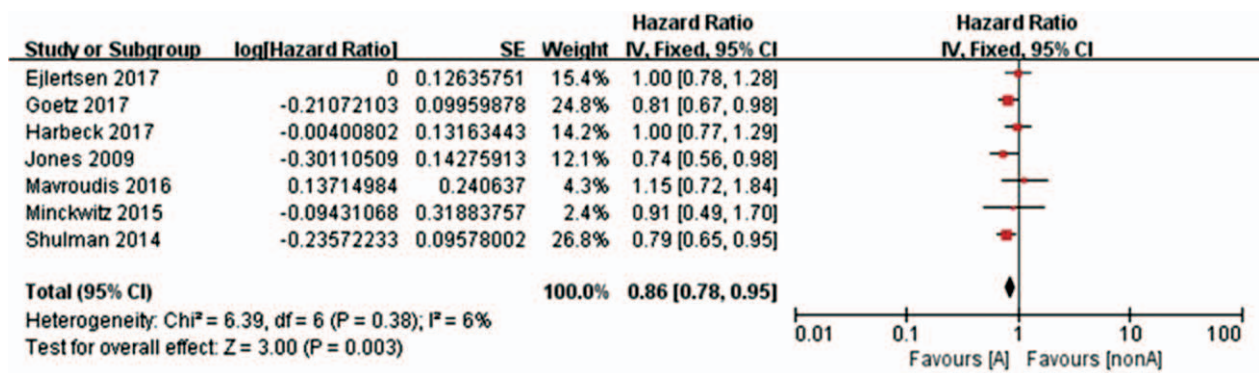 Hazard Ratio Hazard Ratio
Study or Subgroup log[Hazard Ratio] SE Weight IV, Fixed, 95% CI IV, Fixed, 95% CI
Ejlertsen 2017 0 0.12635751 15.4% 1.00 [0.78, 1.28]
Goetz 2017 -0.21072103 0.09959878 24.8% 0.81 [0.67, 0.98]
Harbeck 2017 -0.00400802 0.13163443 14.2% 1.00 [0.77, 1.29]
Jones 2009 -0.30110509 0.14275913 12.1% 0.74 [0.56, 0.98]
Mavroudis 2016 0.13714984 0.240637 4.3% 1.15 [0.72, 1.84]
Minckwitz 2015 -0.09431068 0.31883757 2.4% 0.91 [0.49, 1.70]
Shulman 2014 -0.23572233 0.09578002 26.8% 0.79 [0.65, 0.95]
Total (95% CI) 100.0% 0.86 [0.78, 0.95]
Heterogeneity: Chi² = 6.39, df = 6 (P = 0.38); I² = 6%
Test for overall effect: Z = 3.00 (P = 0.003)
0.01 0.1 1 10 100
Favours [A] Favours [nonA]